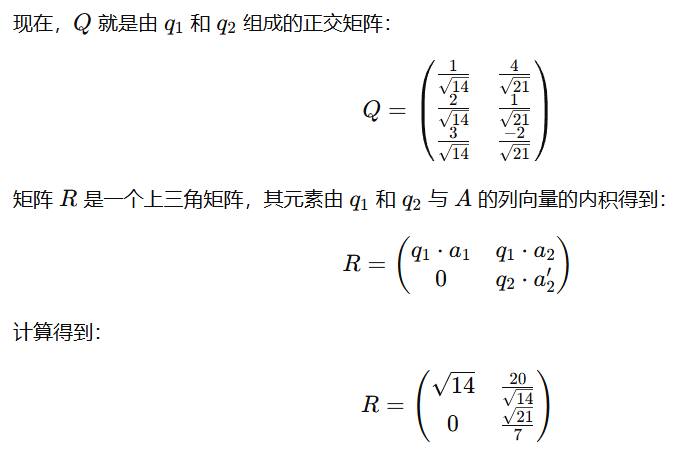 现在，Q 就是由 q₁ 和 q₂ 组成的正交矩阵：
Q = \begin{pmatrix} \frac{1}{\sqrt{14}} & \frac{4}{\sqrt{21}} \\ \frac{2}{\sqrt{14}} & \frac{1}{\sqrt{21}} \\ \frac{3}{\sqrt{14}} & \frac{-2}{\sqrt{21}} \end{pmatrix}
矩阵 R 是一个上三角矩阵，其元素由 q₁ 和 q₂ 与 A 的列向量的内积得到：
R = \begin{pmatrix} q_1 \cdot a_1 & q_1 \cdot a_2 \\ 0 & q_2 \cdot a_2' \end{pmatrix}
计算得到：
R = \begin{pmatrix} \sqrt{14} & \frac{20}{\sqrt{14}} \\ 0 & \frac{\sqrt{21}}{7} \end{pmatrix}